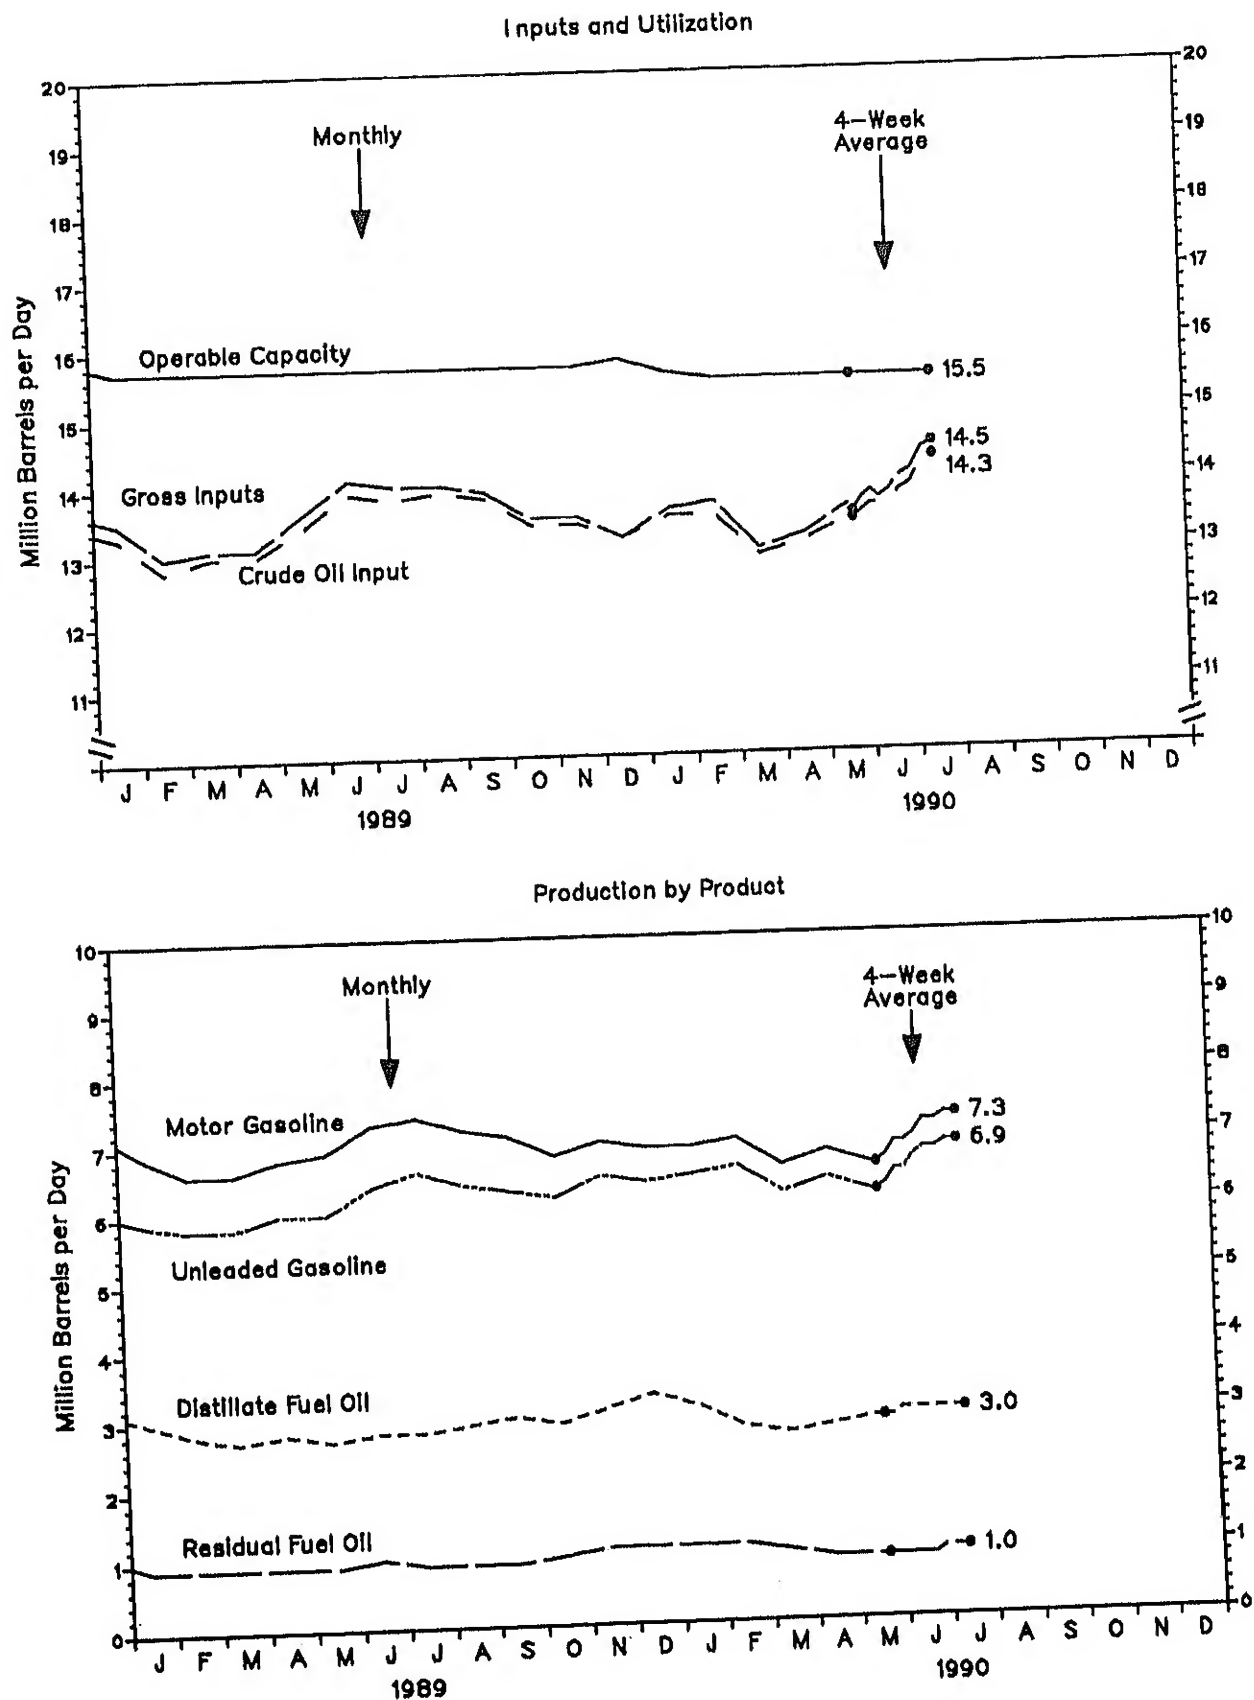 Inputs and Utilization
20 20
Monthly
4-Week
Average
19 19
18 18
17 17
16 16
Operable Capacity
15.5
15 15
14.5
14.3
14 14
Gross Inputs
13 13
Crude Oil Input
12 12
11 11
Million Barrels per Day
J F M A M J J A S O N D J F M A M J J A S O N D
1989 1990
Production by Product
10 10
Monthly
4-Week
Average
9 9
8 8
Motor Gasoline
7.3
6.9
7 7
6 6
Unleaded Gasoline
5 5
4 4
Distillate Fuel Oil
3.0
3 3
2 2
Residual Fuel Oil
1.0
1 1
0 0
Million Barrels per Day
J F M A M J J A S O N D J F M A M J J A S O N D
1989 1990